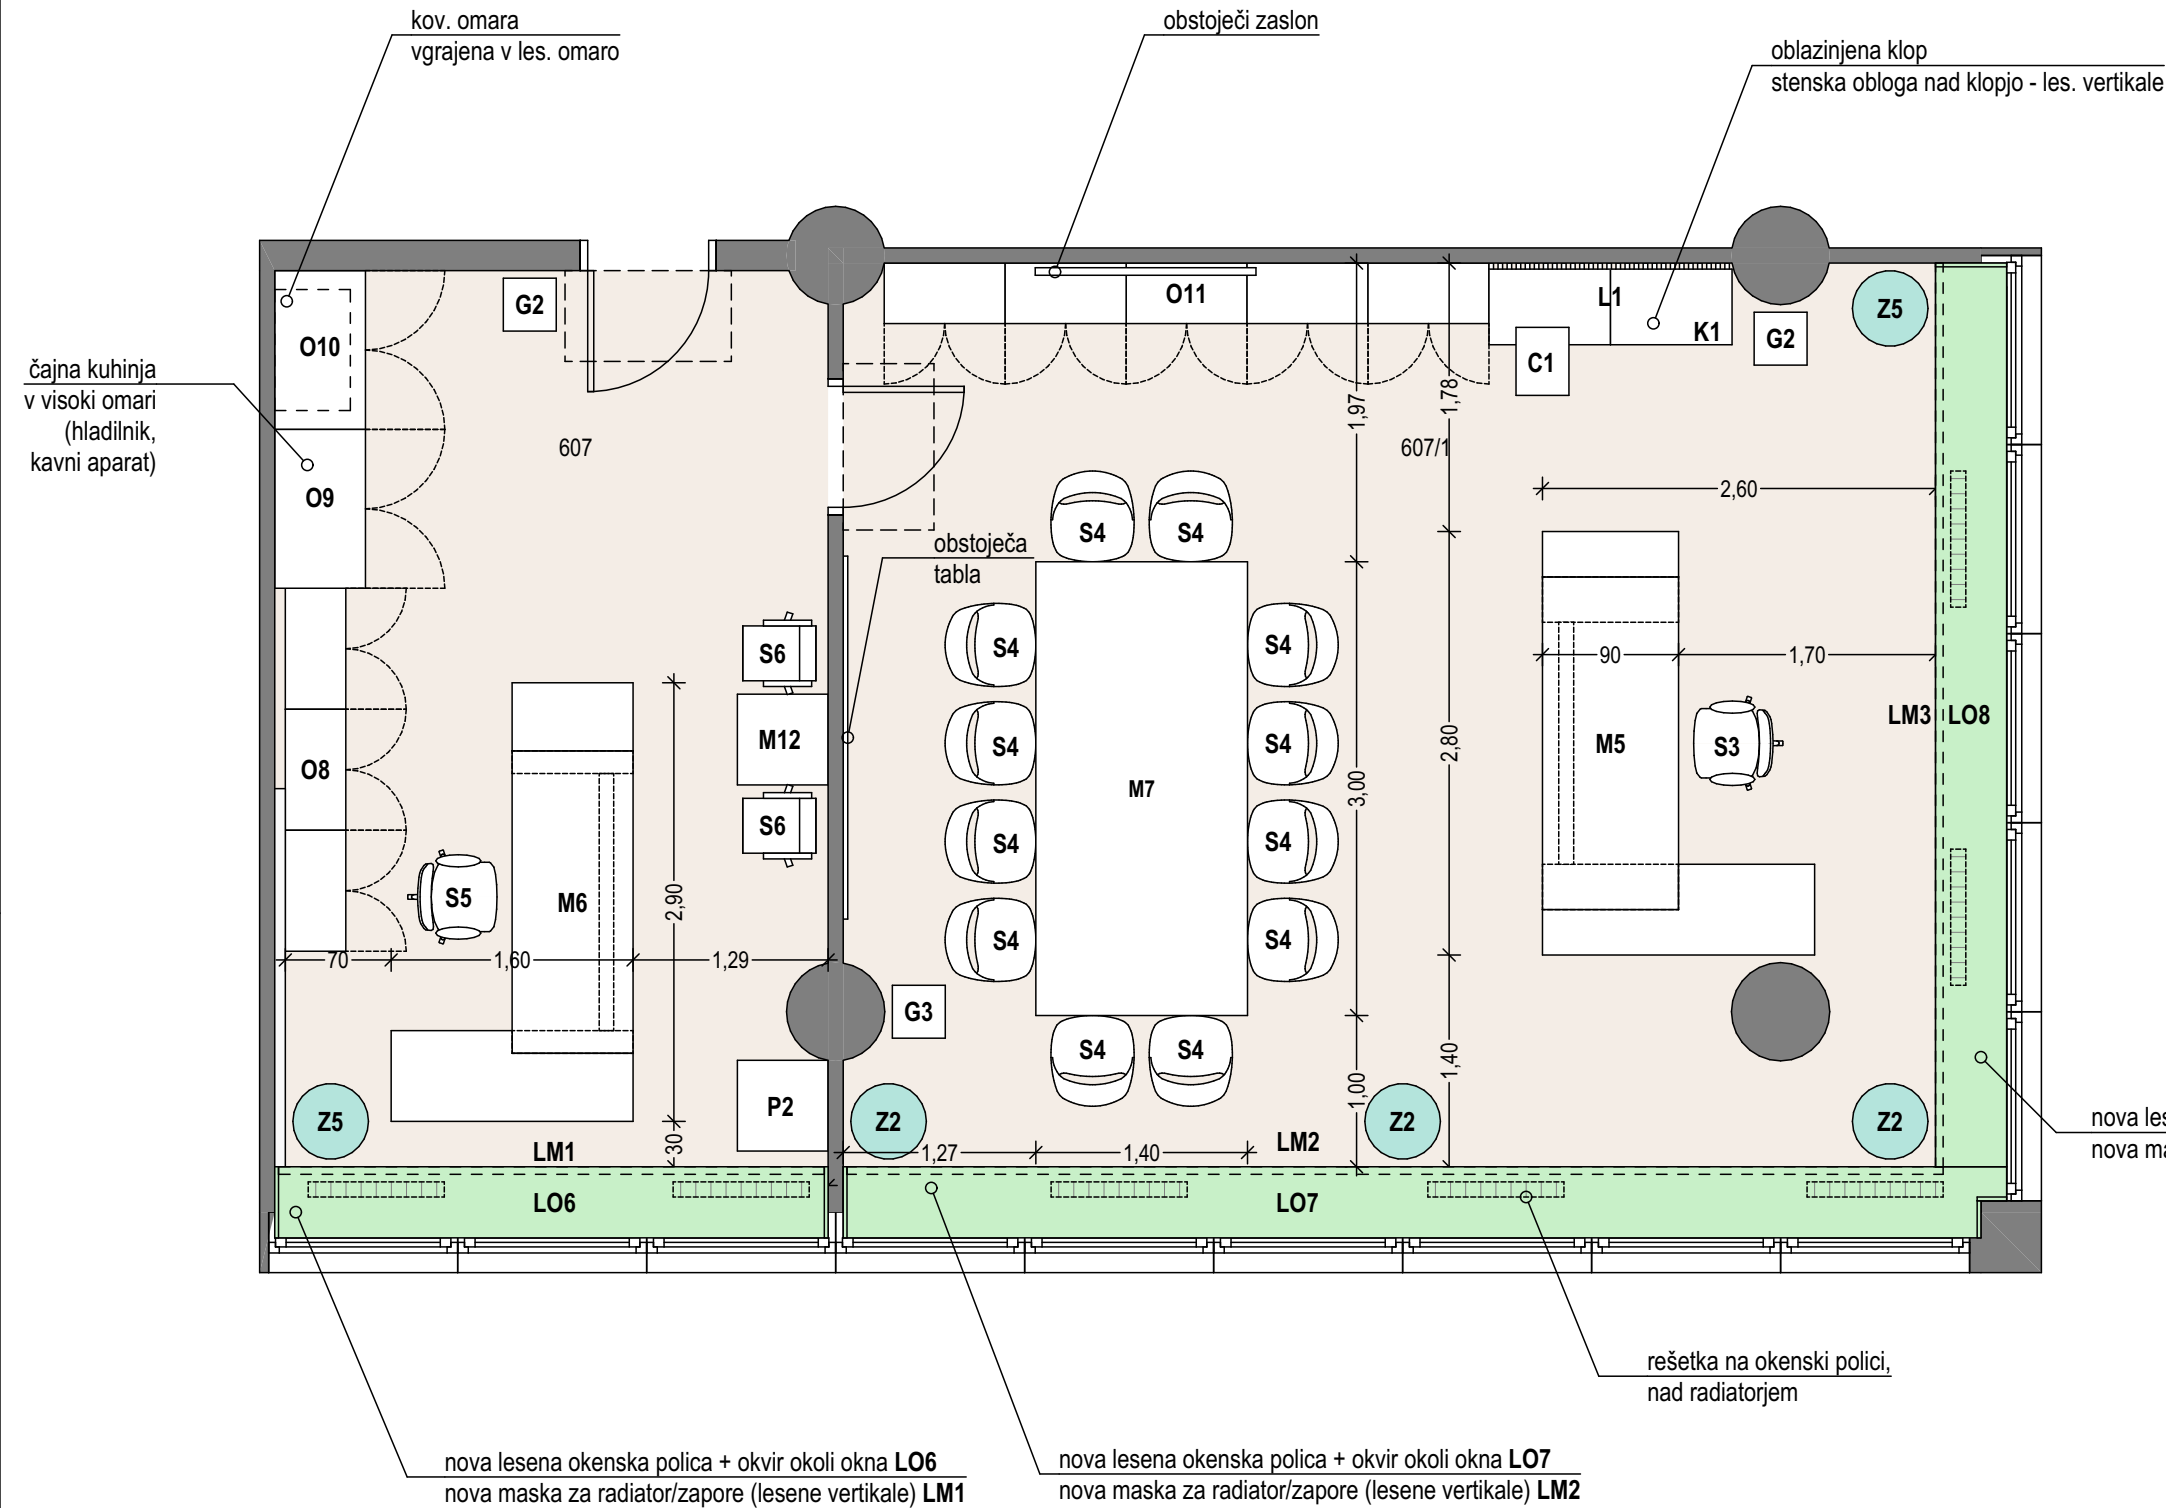 kov. omara
vgrajena v les. omaro
obstoječi zaslon
oblazinjena klop
stenska obloga nad klopjo - les. vertikale
čajna kuhinja
v visoki omari
(hladilnik,
kavni aparat)
O10
G2
O9
607
O8
S6
M12
S6
S5
M6
2,90
70
1,60
1,29
30
P2
Z5
LM1
LO6
O11
L1
K1
C1
G2
Z5
1,97
1,78
607/1
2,60
obstoječa
tabla
S4
S4
S4
S4
S4
S4
S4
S4
S4
S4
S4
S4
M7
3,00
2,80
90
1,70
M5
S3
LM3
LO8
G3
1,00
1,40
Z2
Z2
Z2
1,27
1,40
LM2
LO7
nova les
nova ma
rešetka na okenski polici,
nad radiatorjem
nova lesena okenska polica + okvir okoli okna LO6
nova maska za radiator/zapore (lesene vertikale) LM1
nova lesena okenska polica + okvir okoli okna LO7
nova maska za radiator/zapore (lesene vertikale) LM2